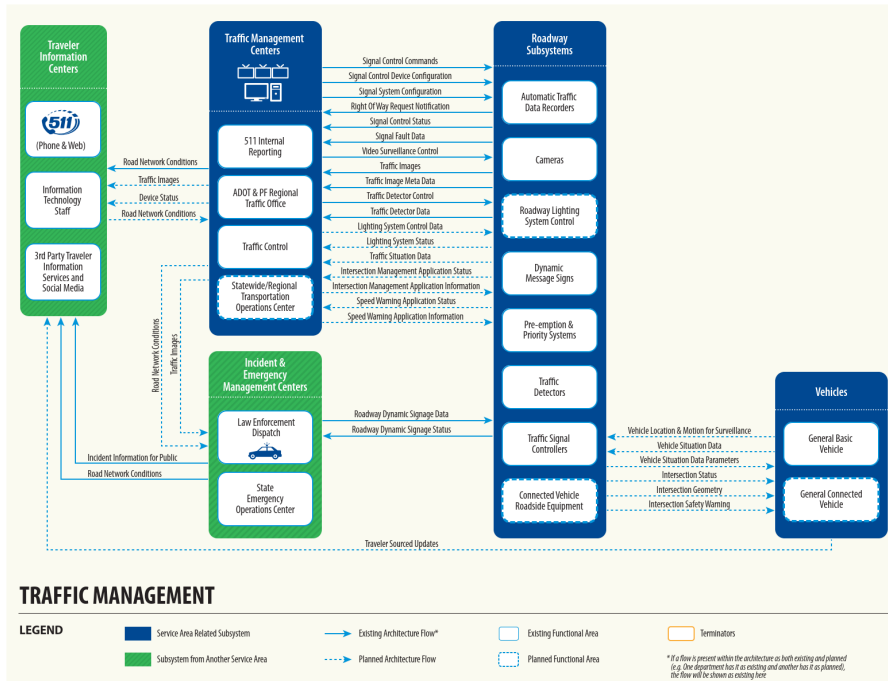 Traveler
Information
Centers
511
(Phone & Web)
Information
Technology
Staff
3rd Party Traveler
Information
Services and
Social Media
Road Network Conditions
Traffic Images
Device Status
Road Network Conditions
Traffic Management
Centers
511 Internal
Reporting
ADOT & PF Regional
Traffic Office
Traffic Control
Statewide/Regional
Transportation
Operations Center
Signal Control Commands
Signal Control Device Configuration
Signal System Configuration
Right Of Way Request Notification
Signal Control Status
Signal Fault Data
Video Surveillance Control
Traffic Images
Traffic Image Meta Data
Traffic Detector Control
Traffic Detector Data
Lighting System Control Data
Lighting System Status
Traffic Situation Data
Intersection Management Application Status
Intersection Management Application Information
Speed Warning Application Status
Speed Warning Application Information
Roadway
Subsystems
Automatic Traffic
Data Recorders
Cameras
Roadway Lighting
System Control
Dynamic
Message Signs
Pre-emption &
Priority Systems
Traffic
Detectors
Traffic Signal
Controllers
Connected Vehicle
Roadside Equipment
Road Network Conditions
Traffic Images
Incident &
Emergency
Management Centers
Law Enforcement
Dispatch
State
Emergency
Operations Center
Roadway Dynamic Signage Data
Roadway Dynamic Signage Status
Incident Information for Public
Road Network Conditions
Vehicles
General Basic
Vehicle
General Connected
Vehicle
Vehicle Location & Motion for Surveillance
Vehicle Situation Data
Vehicle Situation Data Parameters
Intersection Status
Intersection Geometry
Intersection Safety Warning
Traveler Sourced Updates
TRAFFIC MANAGEMENT
LEGEND
Service Area Related Subsystem
Existing Architecture Flow*
Existing Functional Area
Terminators
Subsystem from Another Service Area
Planned Architecture Flow
Planned Functional Area
* If a flow is present within the architecture as both existing and planned
(e.g. One department has it as existing and another has it as planned),
the flow will be shown as existing here